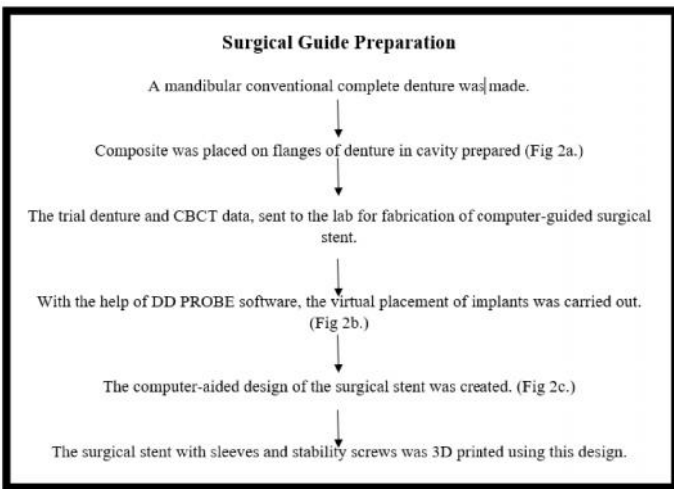 Surgical Guide Preparation
A mandibular conventional complete denture was made.
Composite was placed on flanges of denture in cavity prepared (Fig 2a.)
The trial denture and CBCT data, sent to the lab for fabrication of computer-guided surgical
stent.
With the help of DD PROBE software, the virtual placement of implants was carried out.
(Fig 2b.)
The computer-aided design of the surgical stent was created. (Fig 2c.)
The surgical stent with sleeves and stability screws was 3D printed using this design.